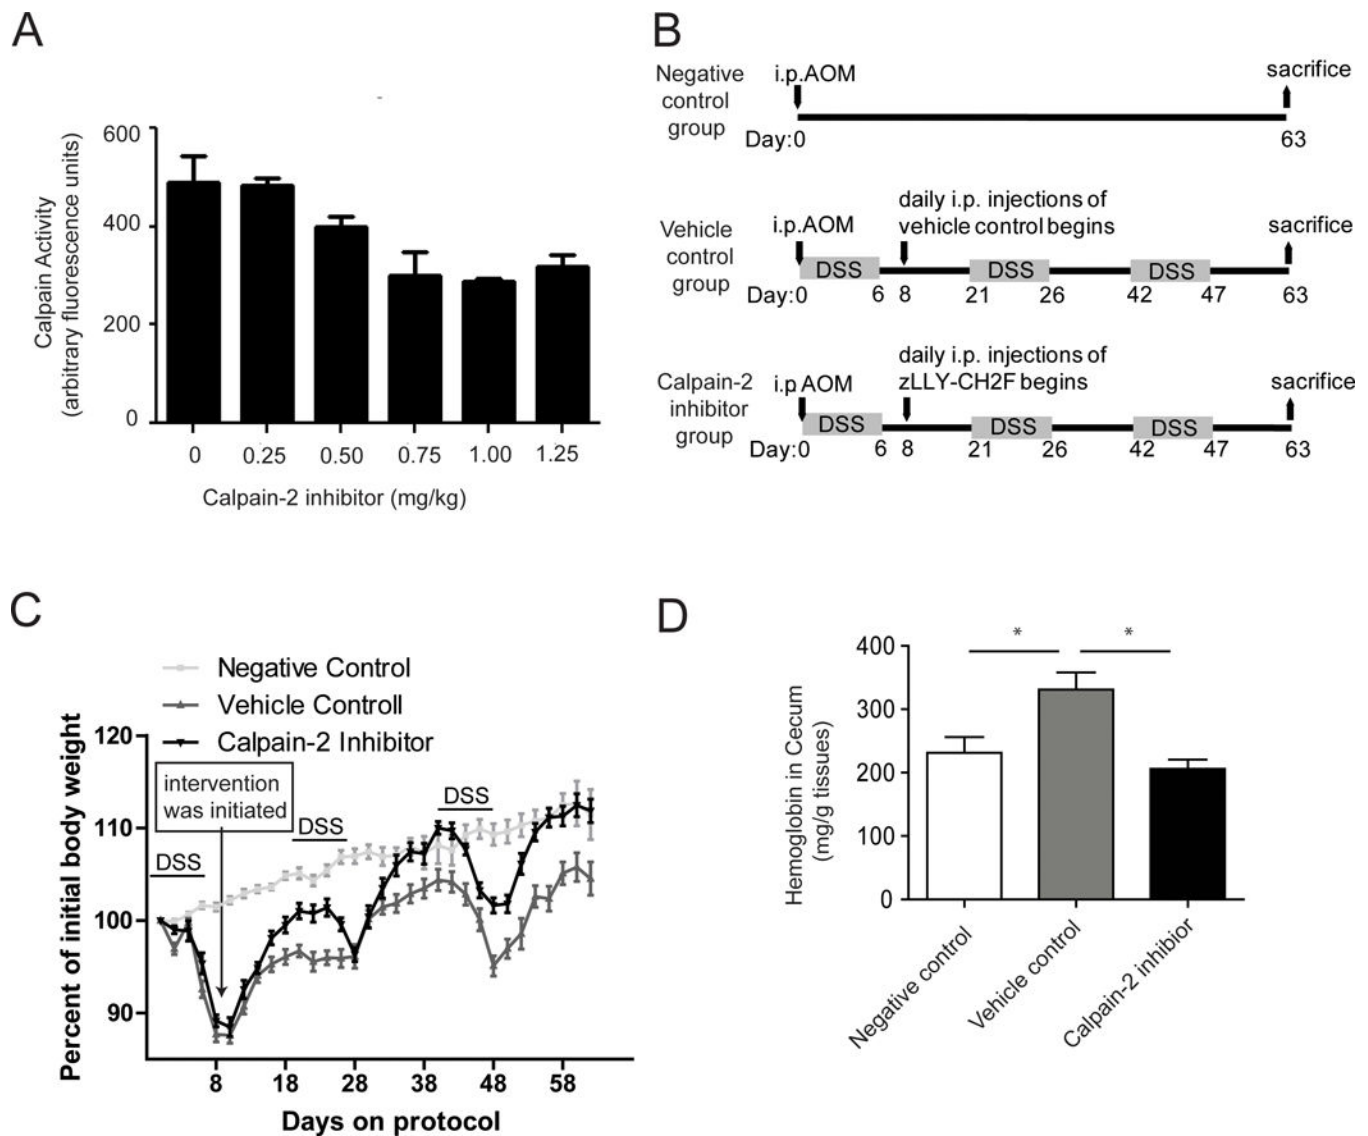 A
Calpain Activity
(arbitrary fluorescence units)
600
400
200
0
0 0.25 0.50 0.75 1.00 1.25
Calpain-2 inhibitor (mg/kg)
B
Negative
control
group
i.p.AOM
sacrifice
Day:0 63
Vehicle
control
group
i.p.AOM
daily i.p. injections of
vehicle control begins
sacrifice
DSS DSS DSS
Day:0 6 8 21 26 42 47 63
Calpain-2
inhibitor
group
i.p AOM
daily i.p. injections of
zLLY-CH2F begins
sacrifice
DSS DSS DSS
Day:0 6 8 21 26 42 47 63
C
Negative Control
Vehicle Controll
Calpain-2 Inhibitor
Percent of initial body weight
120
110
100
90
intervention
was initiated
DSS
DSS
DSS
8 18 28 38 48 58
Days on protocol
D
Hemoglobin in Cecum
(mg/g tissues)
400
300
200
100
0
* *
Negative control
Vehicle control
Calpain-2 inhibior